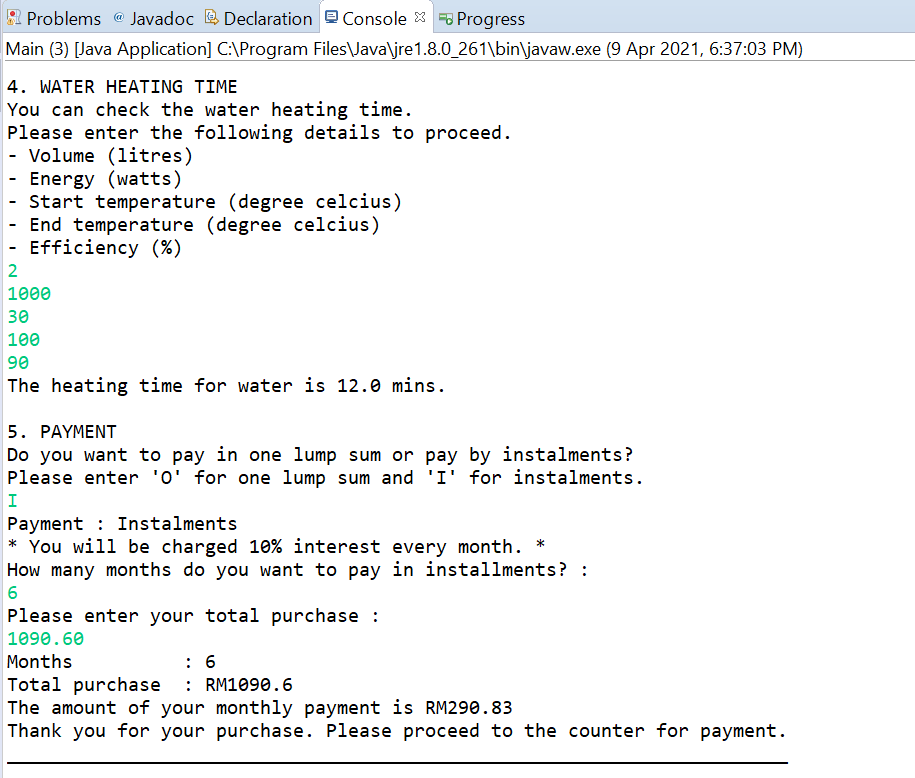 Problems @ Javadoc Declaration Console Progress
Main (3) [Java Application] C:\Program Files\Java\jre1.8.0_261\bin\javaw.exe (9 Apr 2021, 6:37:03 PM)
4. WATER HEATING TIME
You can check the water heating time.
Please enter the following details to proceed.
- Volume (litres)
- Energy (watts)
- Start temperature (degree celcius)
- End temperature (degree celcius)
- Efficiency (%)
2
1000
30
100
90
The heating time for water is 12.0 mins.
5. PAYMENT
Do you want to pay in one lump sum or pay by instalments?
Please enter 'O' for one lump sum and 'I' for instalments.
I
Payment : Instalments
* You will be charged 10% interest every month. *
How many months do you want to pay in installments? :
6
Please enter your total purchase :
1090.60
Months          : 6
Total purchase  : RM1090.6
The amount of your monthly payment is RM290.83
Thank you for your purchase. Please proceed to the counter for payment.